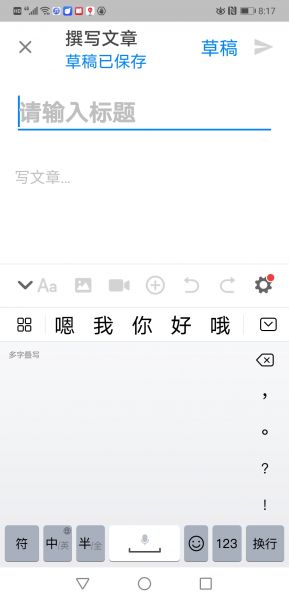 8:17
撰写文章
草稿已保存
草稿
请输入标题
写文章...
Aa
嗯 我 你 好 哦
多字叠写
，
。
?
!
符 中/英 半/全 123 换行